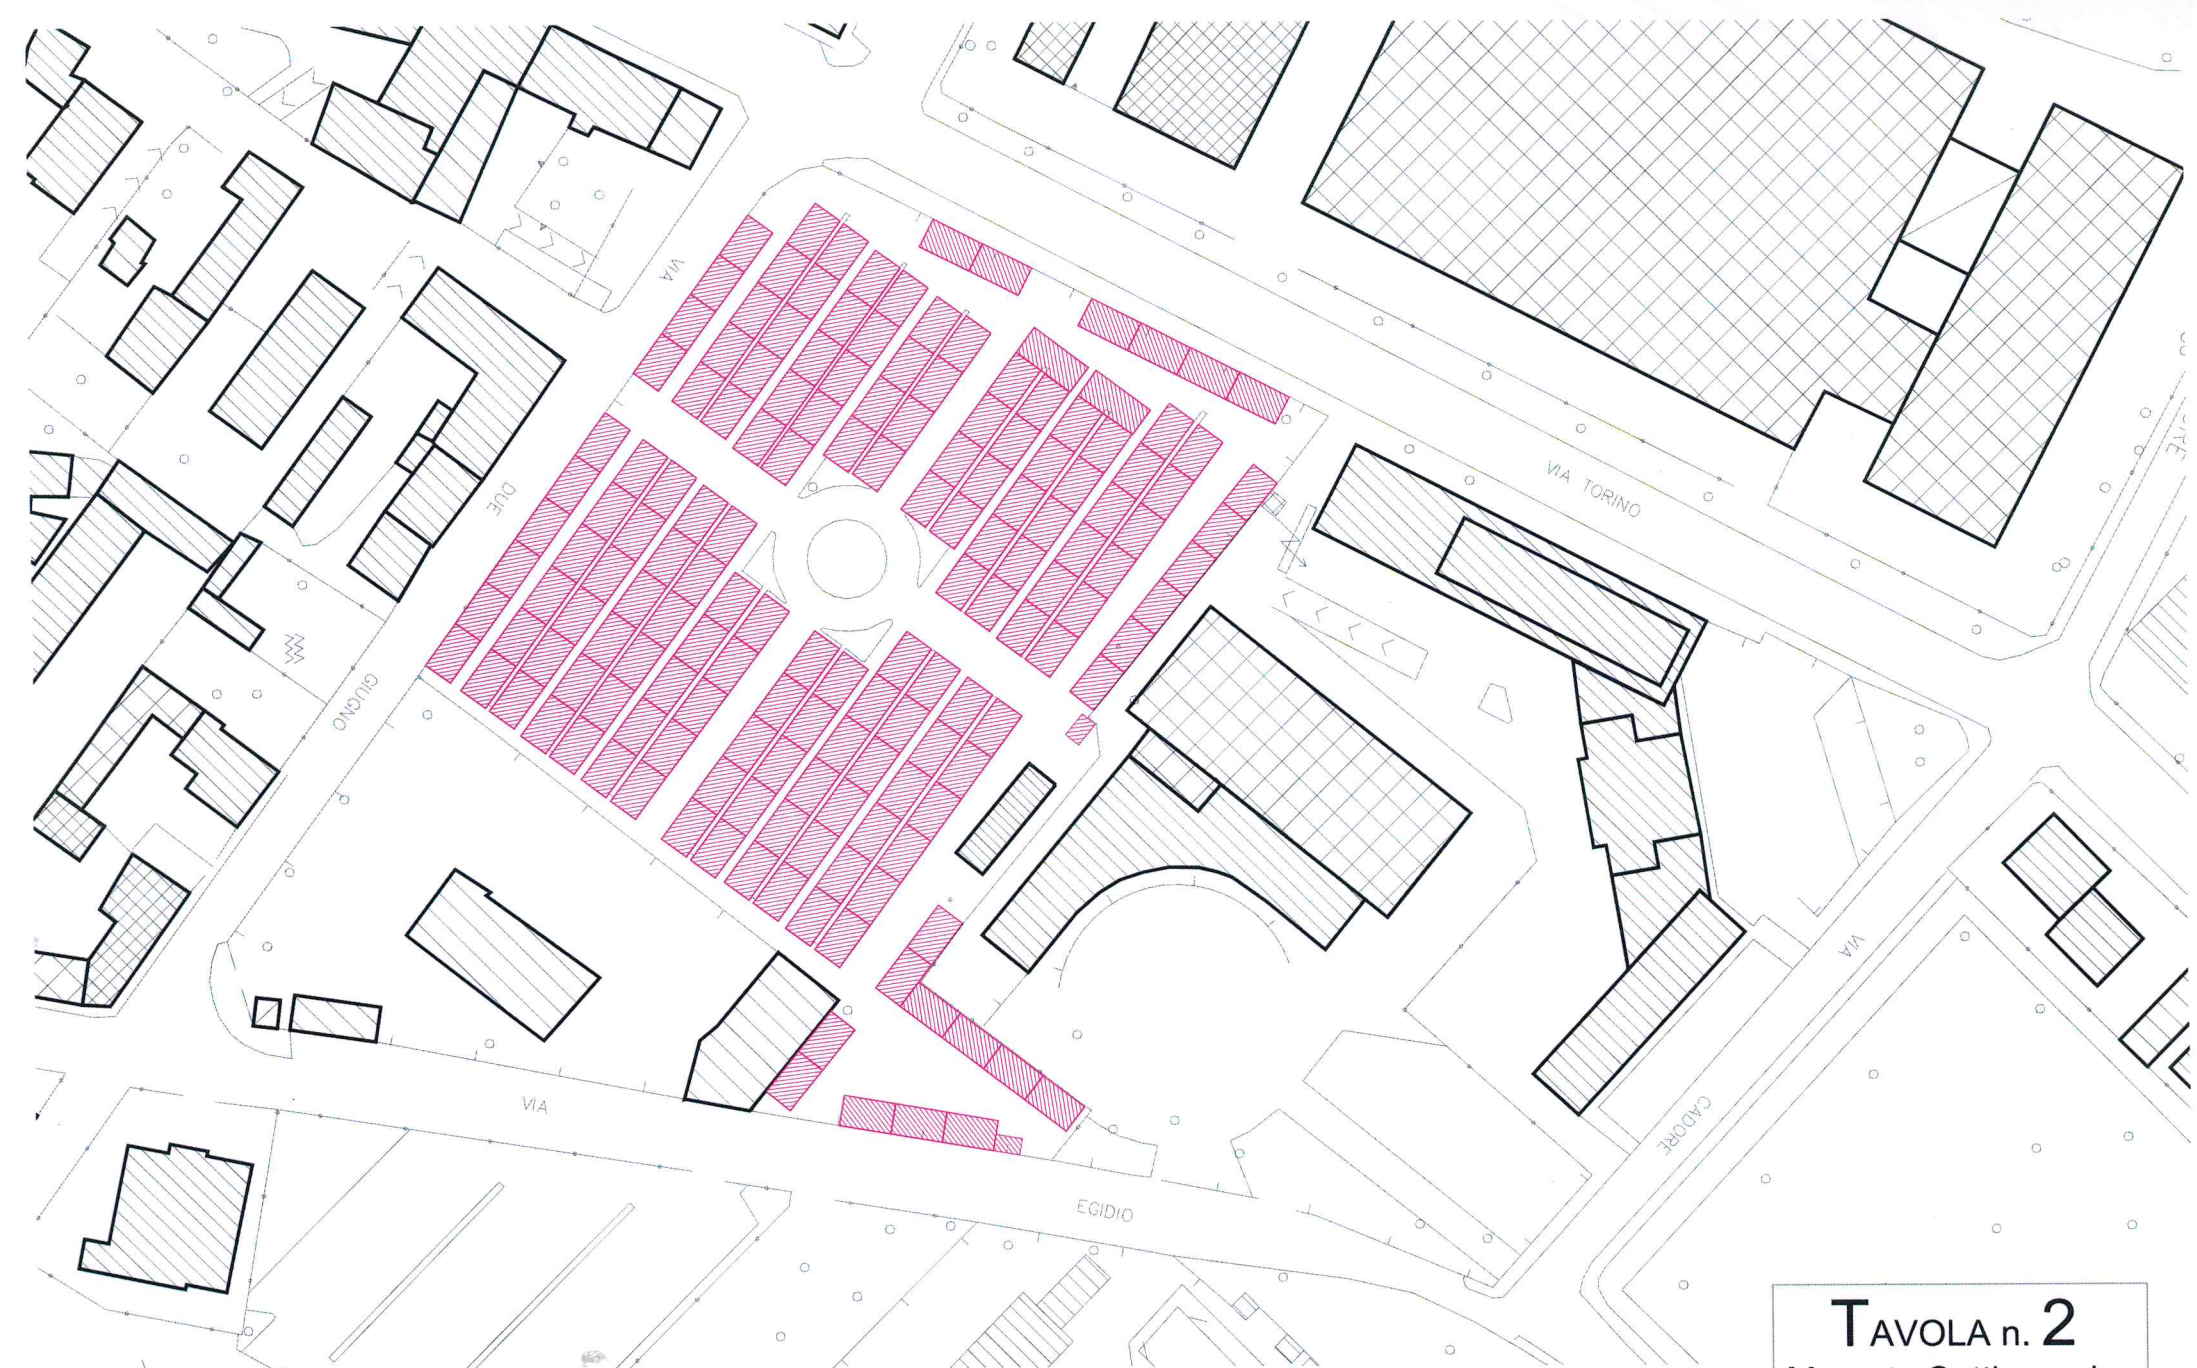 VIA
DUE
GIUGNO
VIA TORINO
VIA
CADORE
VIA
EGIDIO
TAVOLA n. 2